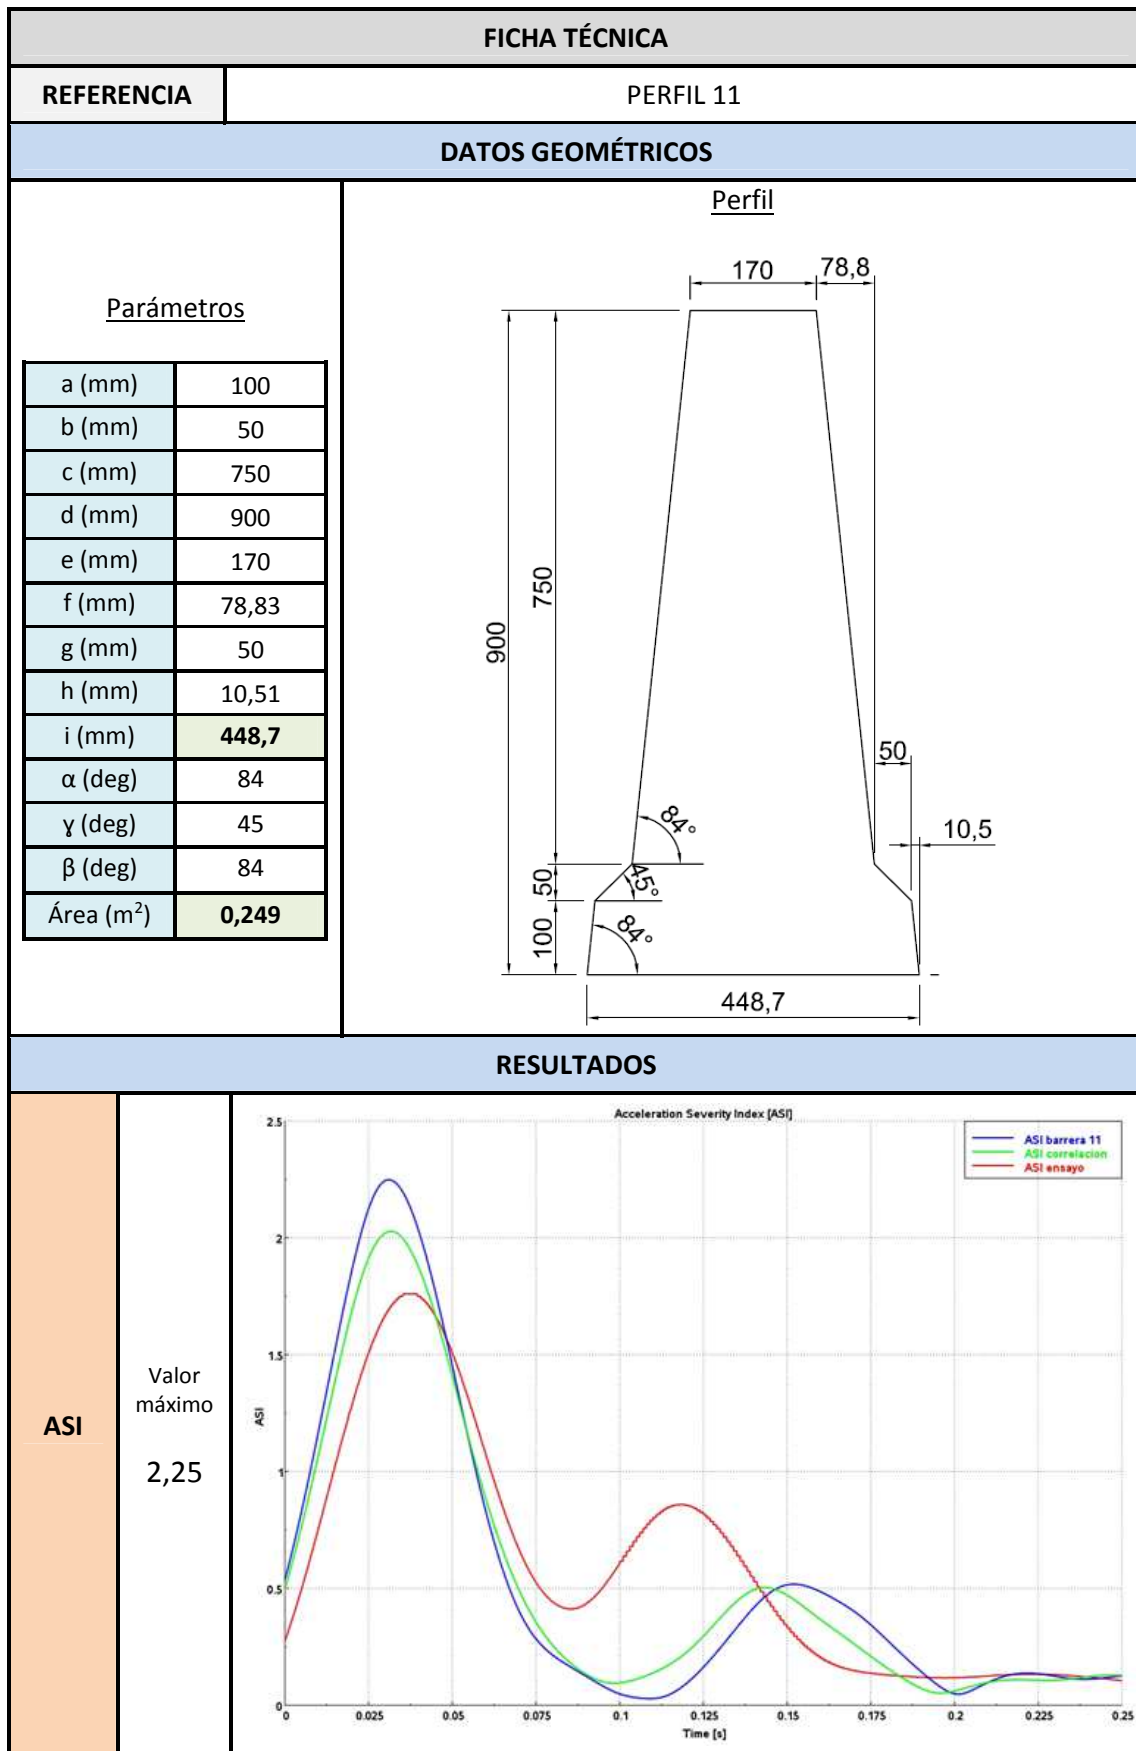 FICHA TÉCNICA
REFERENCIA PERFIL 11
DATOS GEOMÉTRICOS
Parámetros
a (mm) 100
b (mm) 50
c (mm) 750
d (mm) 900
e (mm) 170
f (mm) 78,83
g (mm) 50
h (mm) 10,51
i (mm) 448,7
α (deg) 84
γ (deg) 45
β (deg) 84
Área (m²) 0,249
Perfil
170 78,8
750
900
50
10,5
84°
50
45°
100
84°
448,7
RESULTADOS
ASI
Valor
máximo
2,25
Acceleration Severity Index [ASI]
ASI barrera 11
ASI correlacion
ASI ensayo
2.5
2
1.5
1
0.5
0
ASI
0 0.025 0.05 0.075 0.1 0.125 0.15 0.175 0.2 0.225 0.25
Time [s]